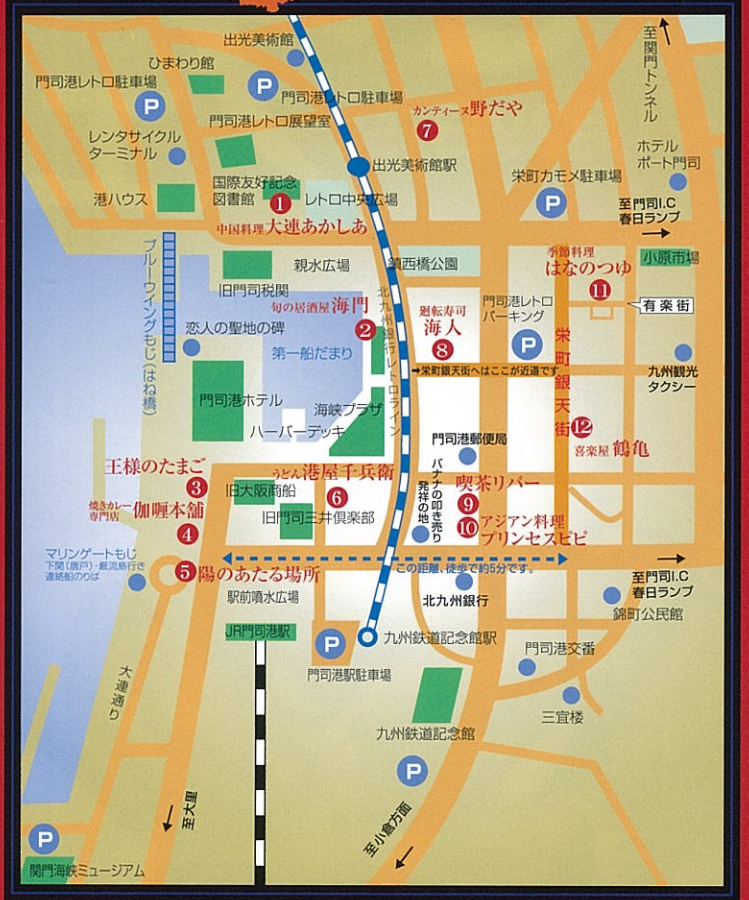 出光美術館
至関門トンネル
ひまわり館
門司港レトロ駐車場
P
P
門司港レトロ駐車場
カンティーヌ 野だや
7
門司港レトロ展望室
レンタサイクル
ターミナル
出光美術館駅
ホテル
ポート門司
栄町カモメ駐車場
P
国際友好記念
図書館
1
レトロ中央広場
港ハウス
至門司I.C
春日ランプ
中国料理 大連あかしあ
ブルーウイングもじ(はね橋)
親水広場
鎮西橋公園
季節料理
はなのつゆ
11
小原市場
旧門司税関
旬の居酒屋 海門
2
北九州銀行レトロライン
廻転寿司
海人
8
門司港レトロ
パーキング
P
有楽街
恋人の聖地の碑
第一船だまり
栄町銀天街
➞栄町銀天街へはここが近道です
九州観光
タクシー
門司港ホテル
海峡プラザ
ハーバーデッキ
12
喜楽屋 鶴亀
門司港郵便局
王様のたまご
3
うどん 港屋千兵衛
6
バナナの叩き売り
発祥の地
喫茶リバー
9
旧大阪商船
焼きカレー
専門店 伽哩本舗
4
旧門司三井倶楽部
10
アジアン料理
プリンセスピピ
マリンゲートもじ
下関(唐戸)・巌流島行き
連絡船のりば
5
陽のあたる場所
この距離、徒歩で約5分です。
至門司I.C
春日ランプ
駅前噴水広場
北九州銀行
錦町公民館
JR門司港駅
P
九州鉄道記念館駅
門司港駅駐車場
門司港交番
大連通り
三宜楼
九州鉄道記念館
P
至大里
至小倉方面
P
関門海峡ミュージアム